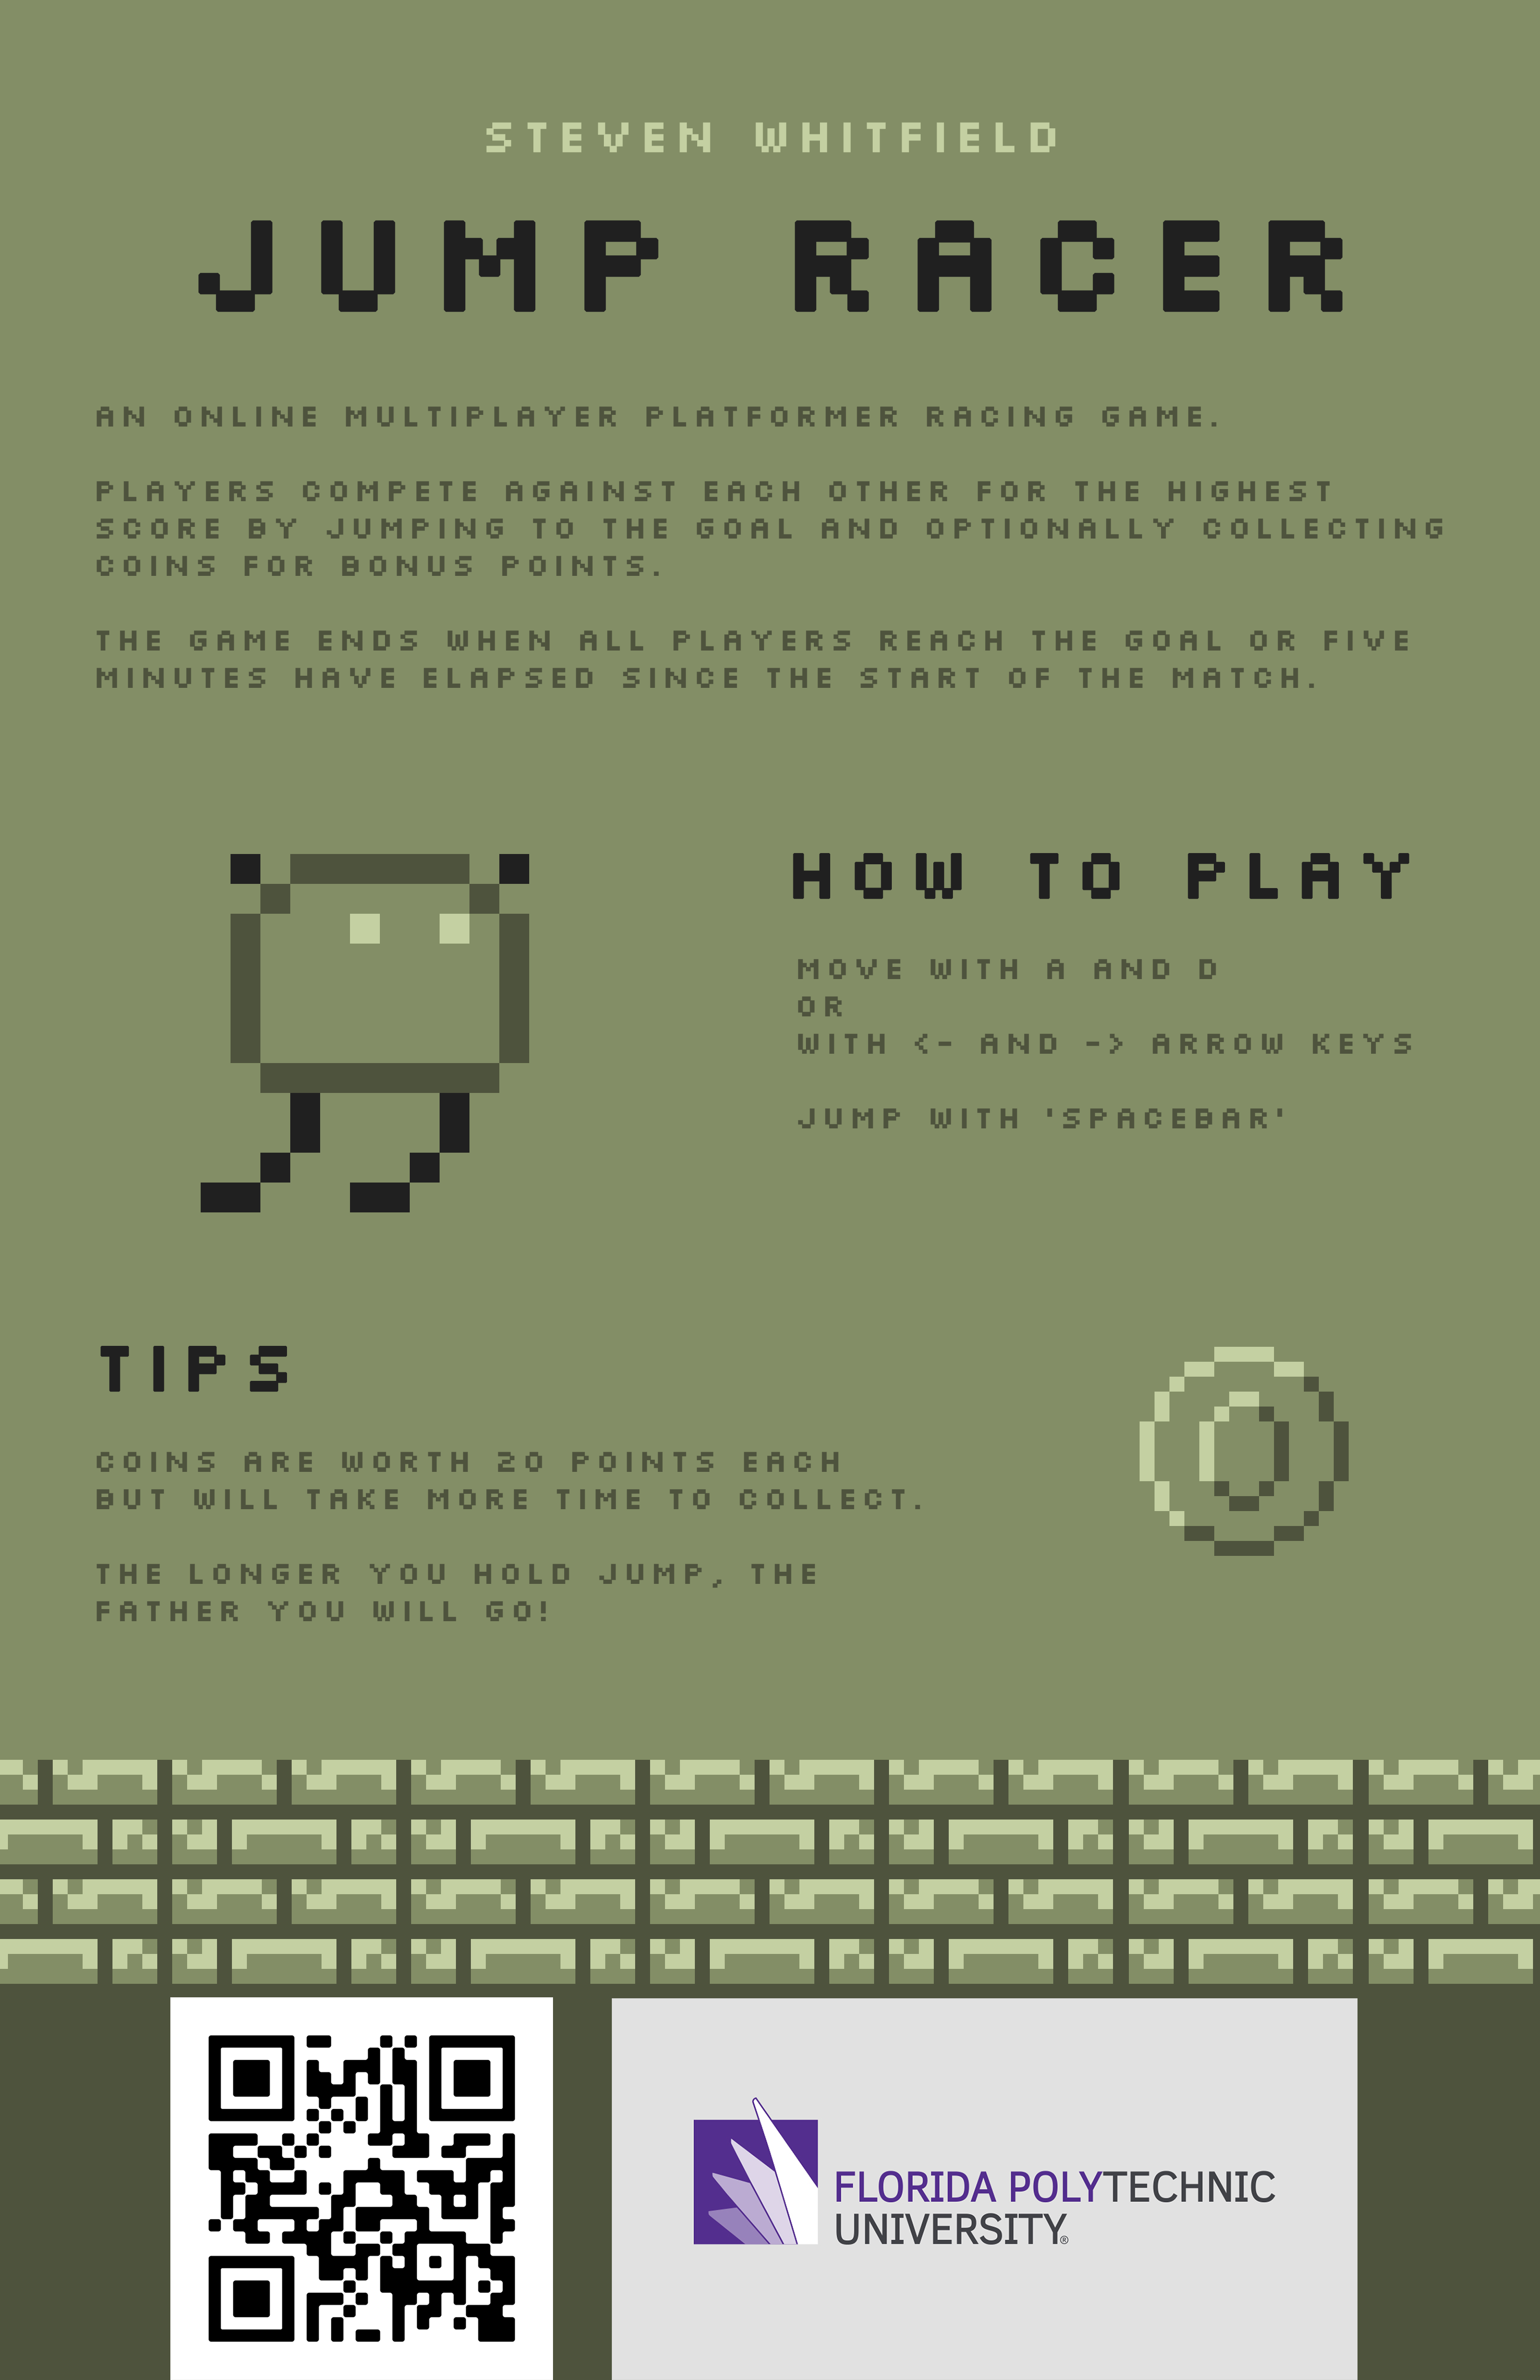 STEVEN WHITFIELD
JUMP RACER
AN ONLINE MULTIPLAYER PLATFORMER RACING GAME.
PLAYERS COMPETE AGAINST EACH OTHER FOR THE HIGHEST
SCORE BY JUMPING TO THE GOAL AND OPTIONALLY COLLECTING
COINS FOR BONUS POINTS.
THE GAME ENDS WHEN ALL PLAYERS REACH THE GOAL OR FIVE
MINUTES HAVE ELAPSED SINCE THE START OF THE MATCH.
HOW TO PLAY
MOVE WITH A AND D
OR
WITH <- AND -> ARROW KEYS
JUMP WITH 'SPACEBAR'
TIPS
COINS ARE WORTH 20 POINTS EACH
BUT WILL TAKE MORE TIME TO COLLECT.
THE LONGER YOU HOLD JUMP, THE
FATHER YOU WILL GO!
FLORIDA POLYTECHNIC
UNIVERSITY®